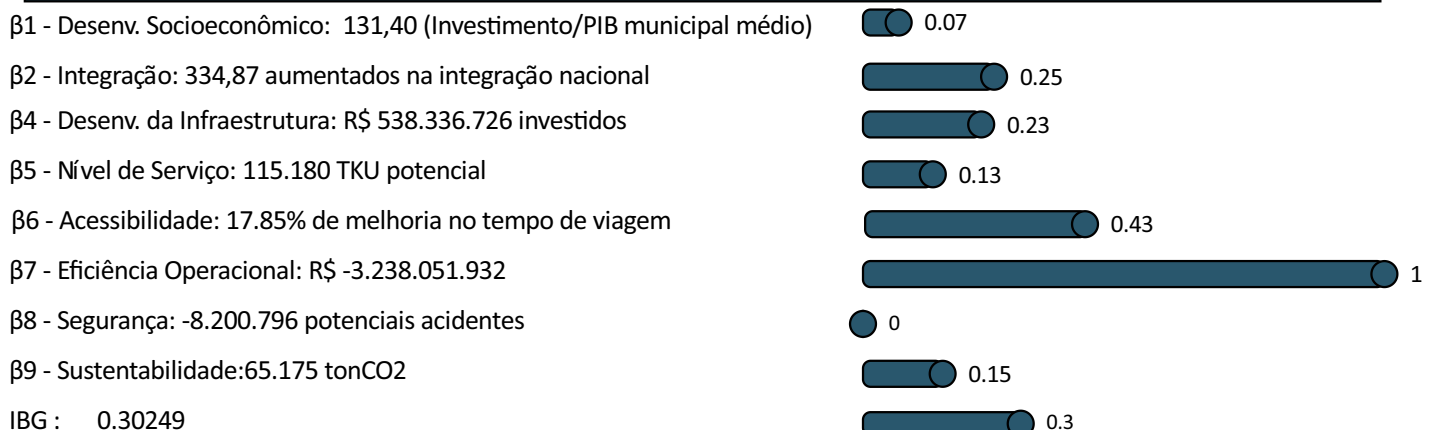 β1 - Desenv. Socioeconômico:  131,40 (Investimento/PIB municipal médio) 0.07
β2 - Integração: 334,87 aumentados na integração nacional 0.25
β4 - Desenv. da Infraestrutura: R$ 538.336.726 investidos 0.23
β5 - Nível de Serviço: 115.180 TKU potencial 0.13
β6 - Acessibilidade: 17.85% de melhoria no tempo de viagem 0.43
β7 - Eficiência Operacional: R$ -3.238.051.932 1
β8 - Segurança: -8.200.796 potenciais acidentes 0
β9 - Sustentabilidade:65.175 tonCO2 0.15
IBG :    0.30249 0.3